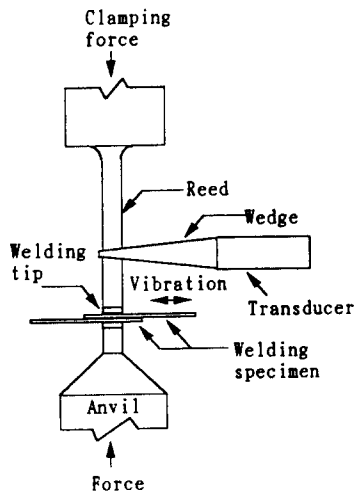 Clamping
force
Reed
Wedge
Welding
tip
Vibration
Transducer
Welding
specimen
Anvil
Force